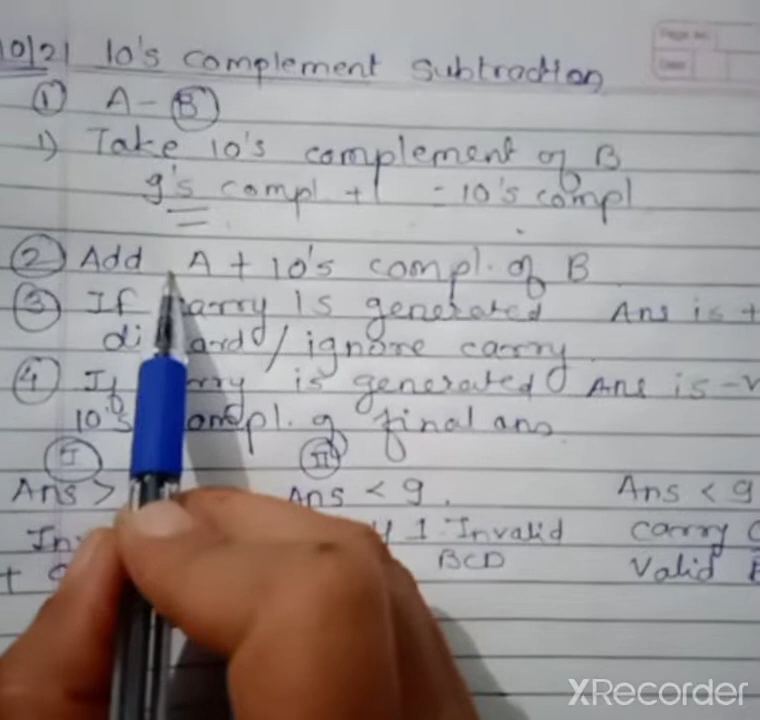 10/21 10's complement subtraction
① A - Ⓑ
1) Take 10's complement of B
9's compl. + 1 = 10's compl
② Add A + 10's compl. of B
③ If carry is generated Ans is +
discard / ignore carry
④ If carry is generated Ans is -v
10's compl. of final ans
Ⅰ Ⅱ
Ans > Ans < 9. Ans < 9
1 Invalid carry
+ BCD Valid
XRecorder